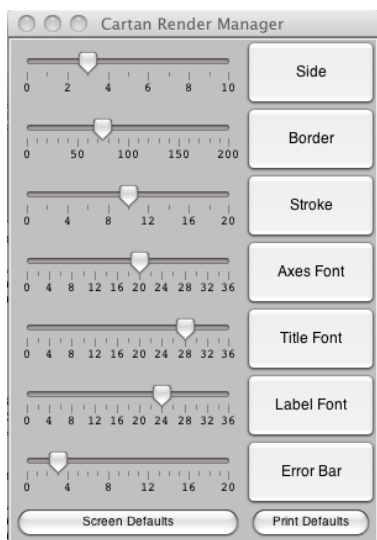 Cartan Render Manager
0 2 4 6 8 10
Side
0 50 100 150 200
Border
0 4 8 12 16 20
Stroke
0 4 8 12 16 20 24 28 32 36
Axes Font
0 4 8 12 16 20 24 28 32 36
Title Font
0 4 8 12 16 20 24 28 32 36
Label Font
0 4 8 12 16 20
Error Bar
Screen Defaults
Print Defaults